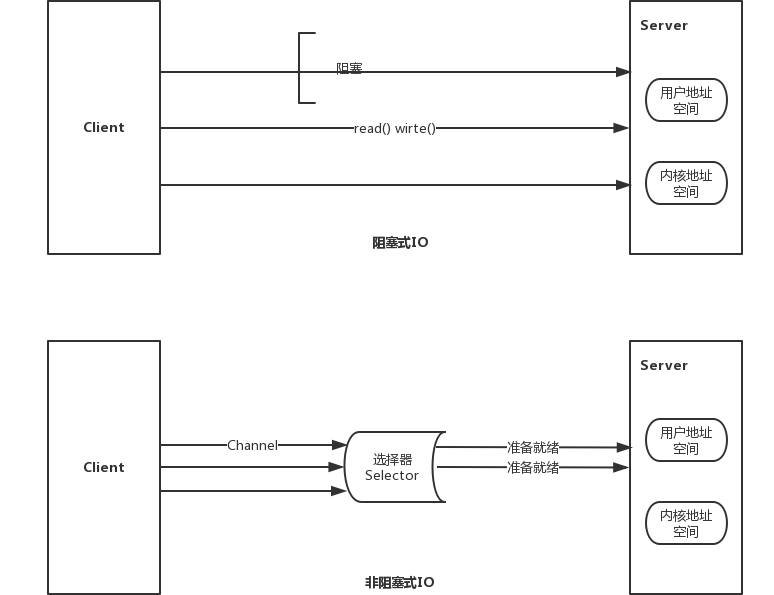 Server
阻塞
用户地址
空间
Client
read() wirte()
内核地址
空间
阻塞式IO
Server
Channel
用户地址
空间
准备就绪
选择器
Selector
Client
准备就绪
内核地址
空间
非阻塞式IO